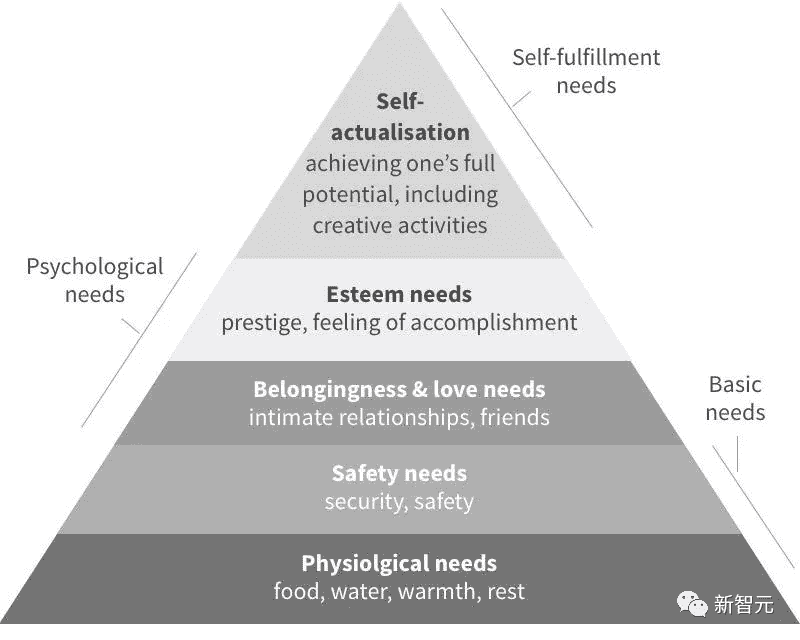 Self-fulfillment
needs
Self-
actualisation
achieving one’s full
potential, including
creative activities
Psychological
needs
Esteem needs
prestige, feeling of accomplishment
Belongingness & love needs
intimate relationships, friends
Basic
needs
Safety needs
security, safety
Physiolgical needs
food, water, warmth, rest
新智元